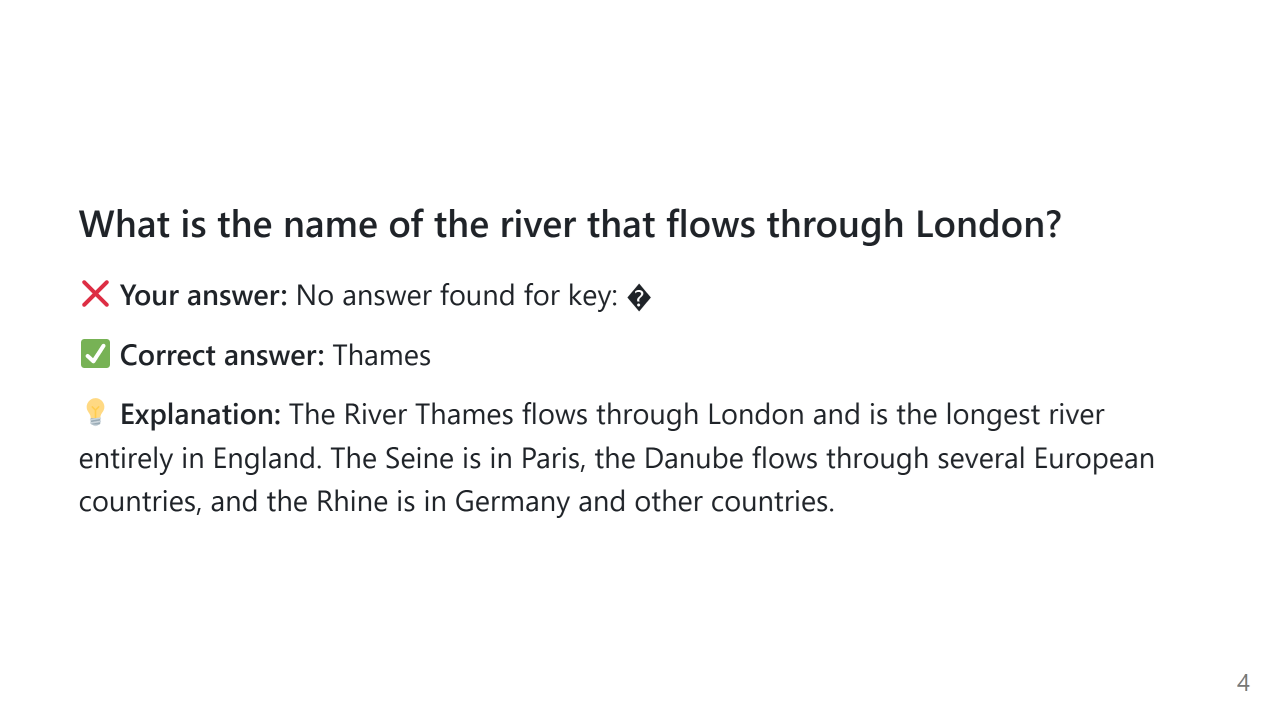 What is the name of the river that flows through London?
❌ Your answer: No answer found for key: �
✅ Correct answer: Thames
💡 Explanation: The River Thames flows through London and is the longest river
entirely in England. The Seine is in Paris, the Danube flows through several European
countries, and the Rhine is in Germany and other countries.
4